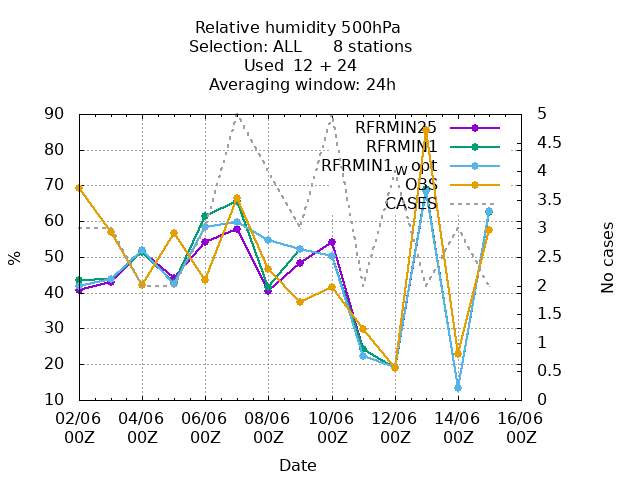 Relative humidity 500hPa
Selection: ALL 8 stations
Used 12 + 24
Averaging window: 24h
90
80
70
60
50
40
30
20
10
5
4.5
4
3.5
3
2.5
2
1.5
1
0.5
0
RFRMIN25
RFRMIN1
RFRMIN1wopt
OBS
CASES
%
No cases
02/06 04/06 06/06 08/06 10/06 12/06 14/06 16/06
00Z 00Z 00Z 00Z 00Z 00Z 00Z 00Z
Date